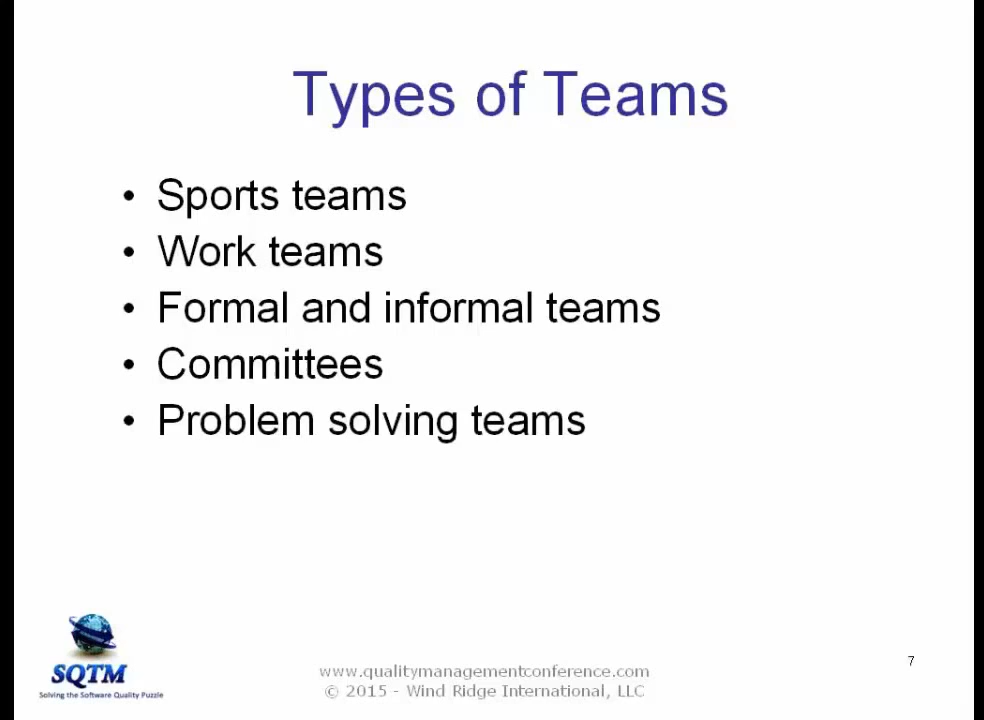 Types of Teams
• Sports teams
• Work teams
• Formal and informal teams
• Committees
• Problem solving teams
SQTM
Solving the Software Quality Puzzle
www.qualitymanagementconference.com
© 2015 - Wind Ridge International, LLC
7